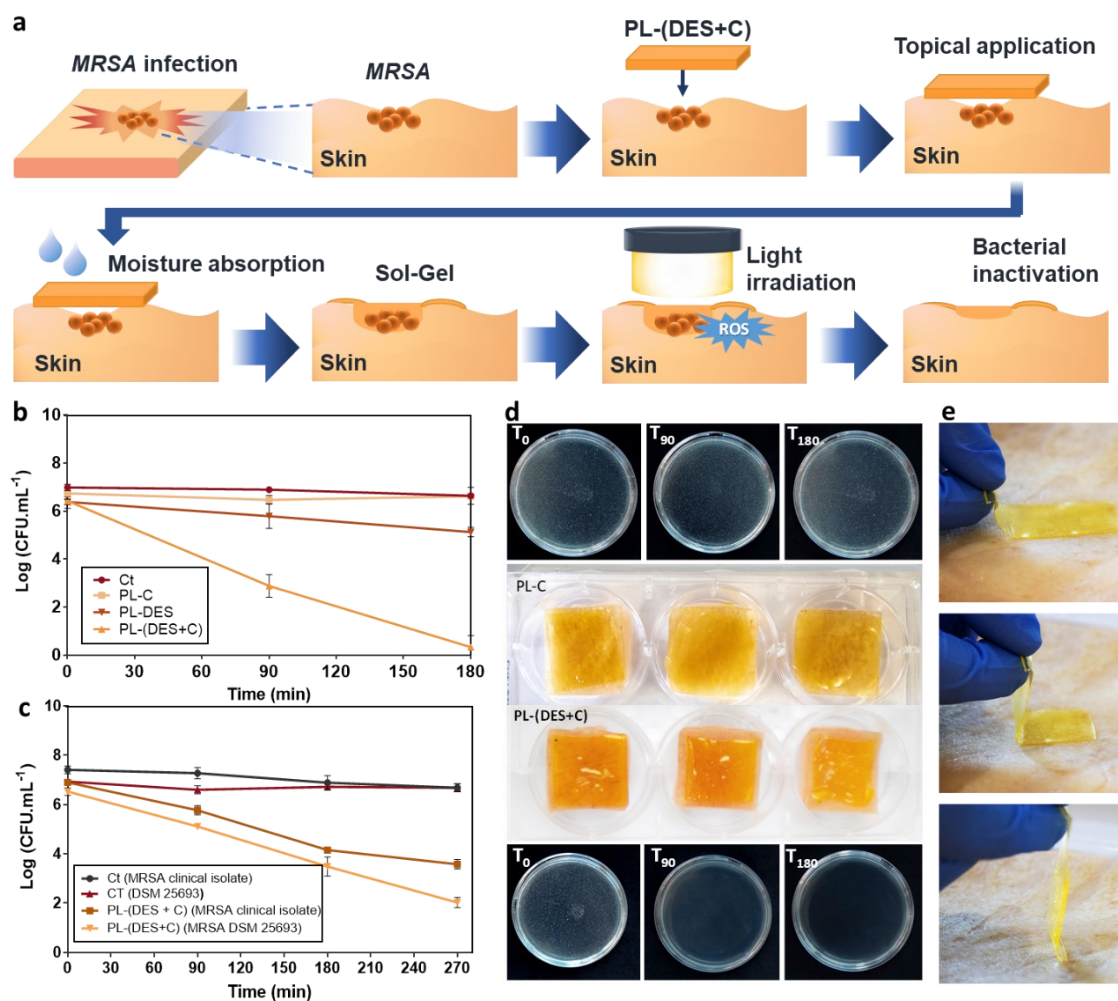 a
MRSA infection
MRSA
Skin
PL-(DES+C)
Skin
Topical application
Skin
Moisture absorption
Skin
Sol-Gel
Skin
Light
irradiation
ROS
Skin
Bacterial
inactivation
Skin
b
Log (CFU.mL-1)
10
8
6
4
2
0
Ct
PL-C
PL-DES
PL-(DES+C)
0 30 60 90 120 150 180
Time (min)
c
Log (CFU.mL-1)
10
8
6
4
2
0
Ct (MRSA clinical isolate)
CT (DSM 25693)
PL-(DES + C) (MRSA clinical isolate)
PL-(DES+C) (MRSA DSM 25693)
0 30 60 90 120 150 180 210 240 270
Time (min)
d
T0
T90
T180
PL-C
PL-(DES+C)
T0
T90
T180
e